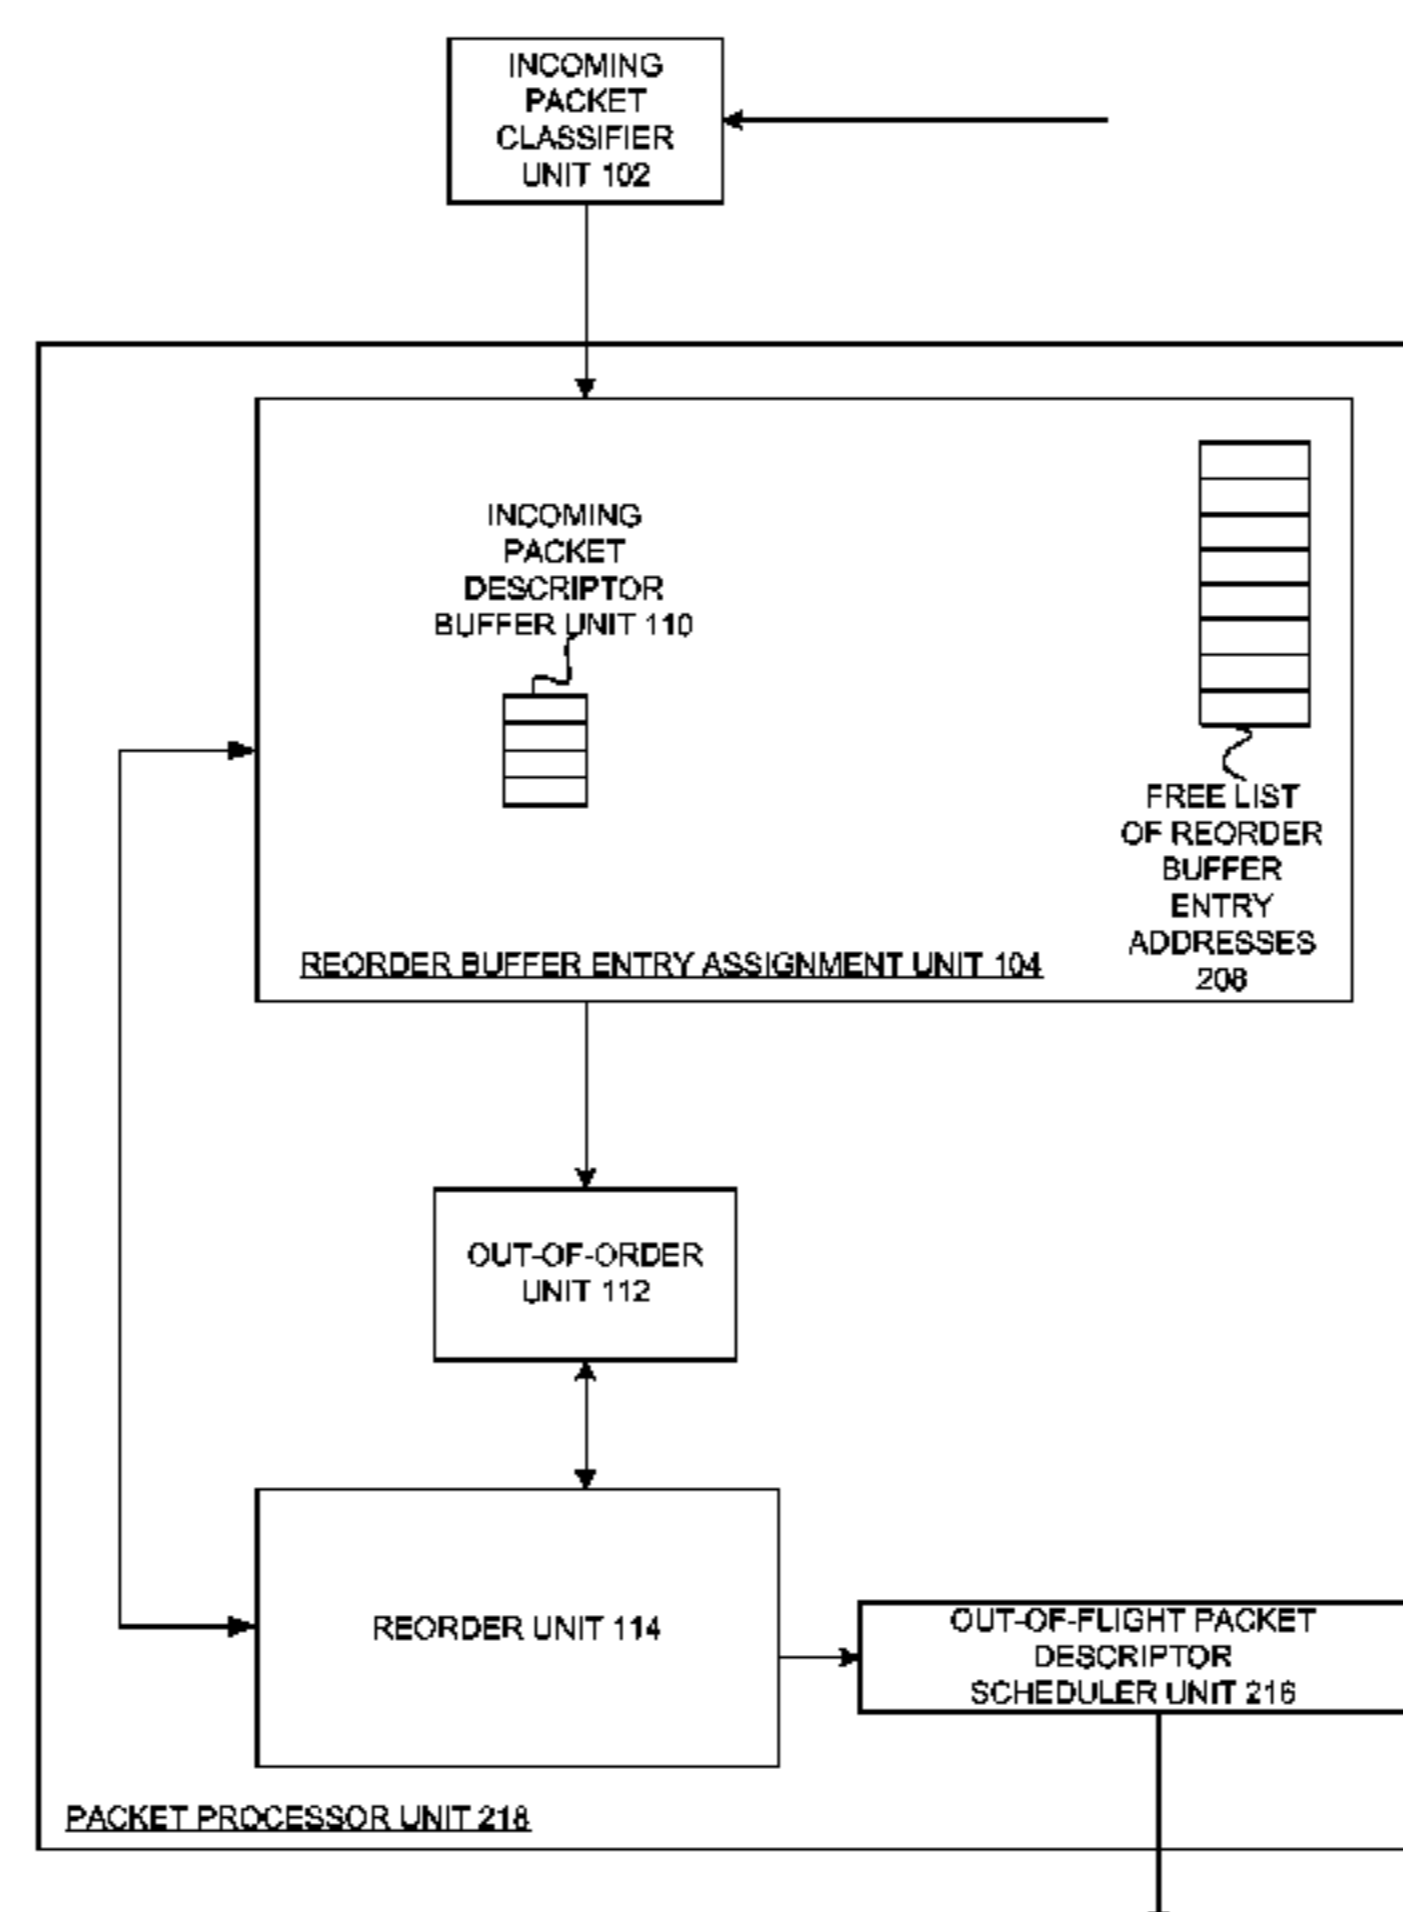 INCOMING
PACKET
CLASSIFIER
UNIT 102
INCOMING
PACKET
DESCRIPTOR
BUFFER UNIT 110
FREE LIST
OF REORDER
BUFFER
ENTRY
ADDRESSES
208
REORDER BUFFER ENTRY ASSIGNMENT UNIT 104
OUT-OF-ORDER
UNIT 112
REORDER UNIT 114
OUT-OF-FLIGHT PACKET
DESCRIPTOR
SCHEDULER UNIT 216
PACKET PROCESSOR UNIT 218